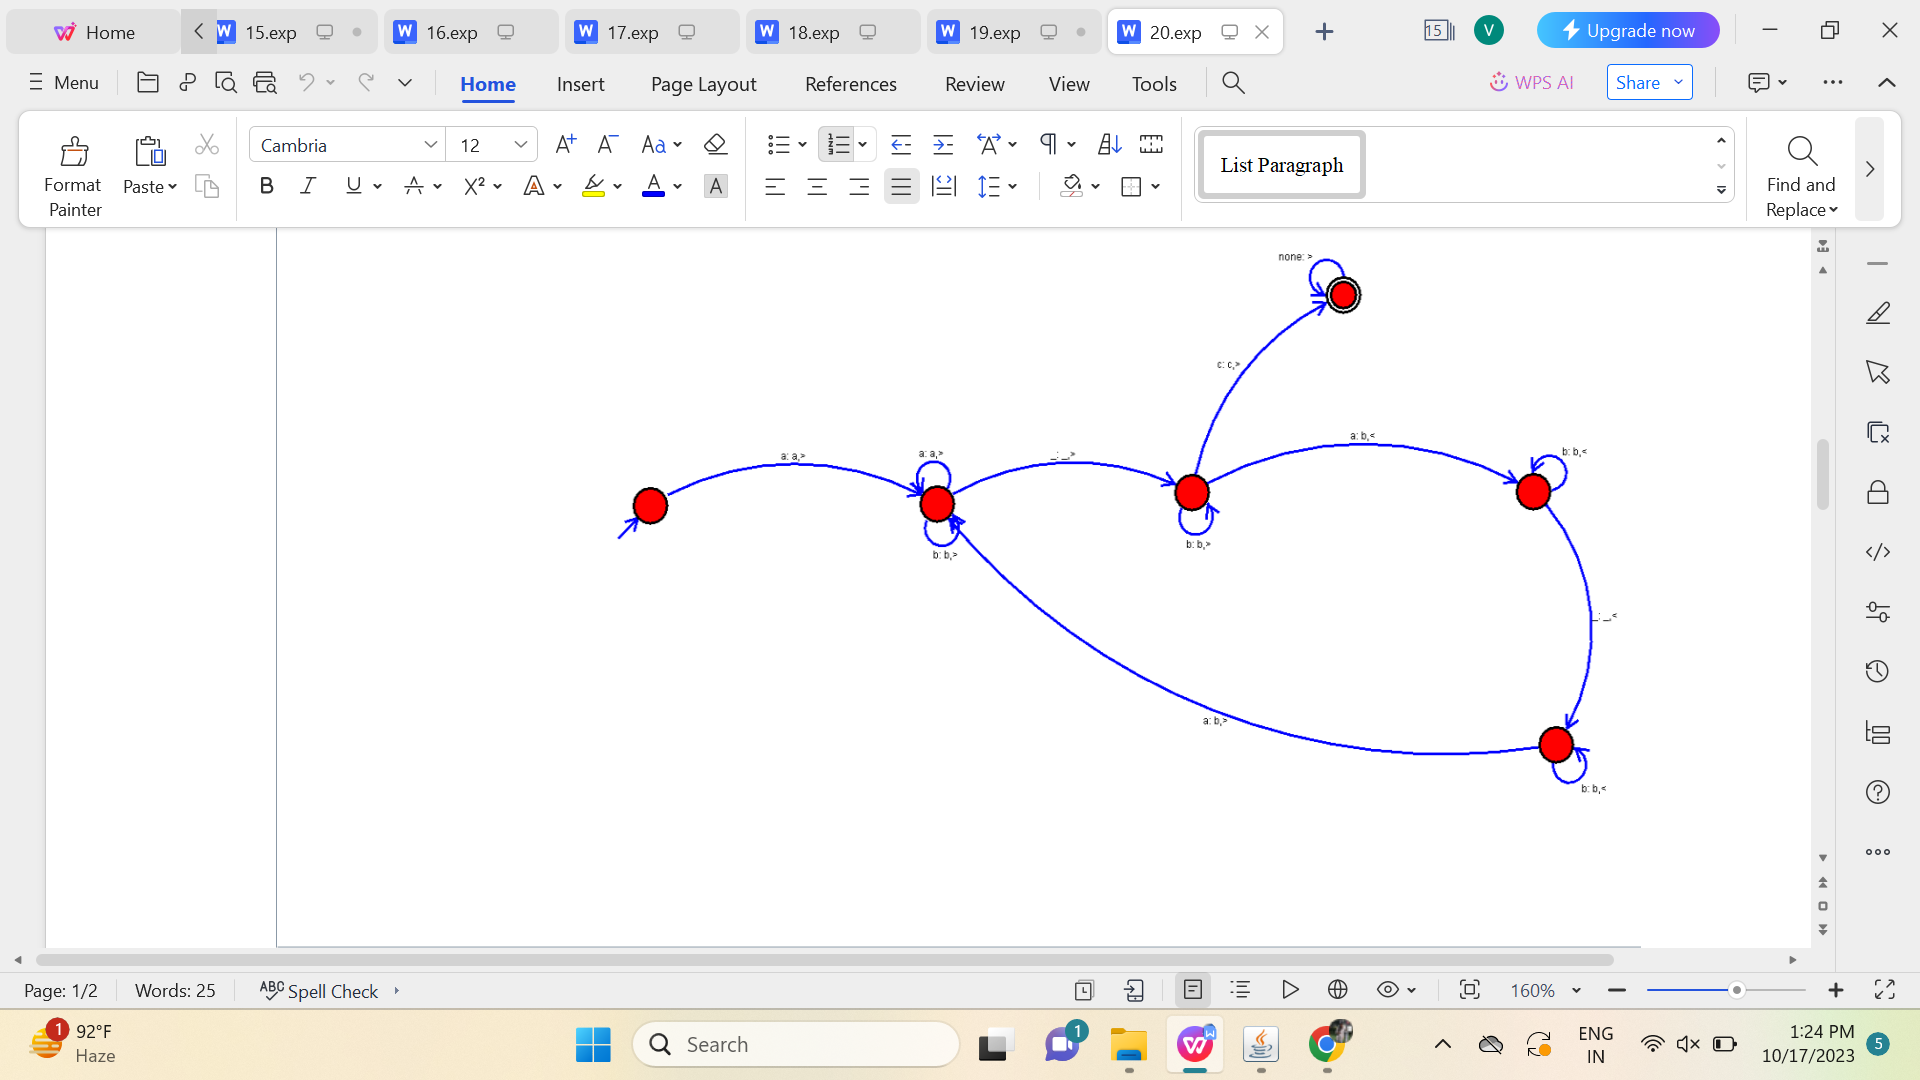 Home
15.exp
16.exp
17.exp
18.exp
19.exp
20.exp
15
V
Upgrade now
Menu
Home
Insert
Page Layout
References
Review
View
Tools
WPS AI
Share
Format
Painter
Paste
Cambria
12
List Paragraph
Find and
Replace
none: >
c: c,>
a: a,>
a: a,>
_: _,>
a: b,<
b: b,<
b: b,>
b: b,>
_: _,<
a: b,>
b: b,<
Page: 1/2
Words: 25
Spell Check
160%
1
92°F
Haze
Search
1
ENG
IN
1:24 PM
10/17/2023
5